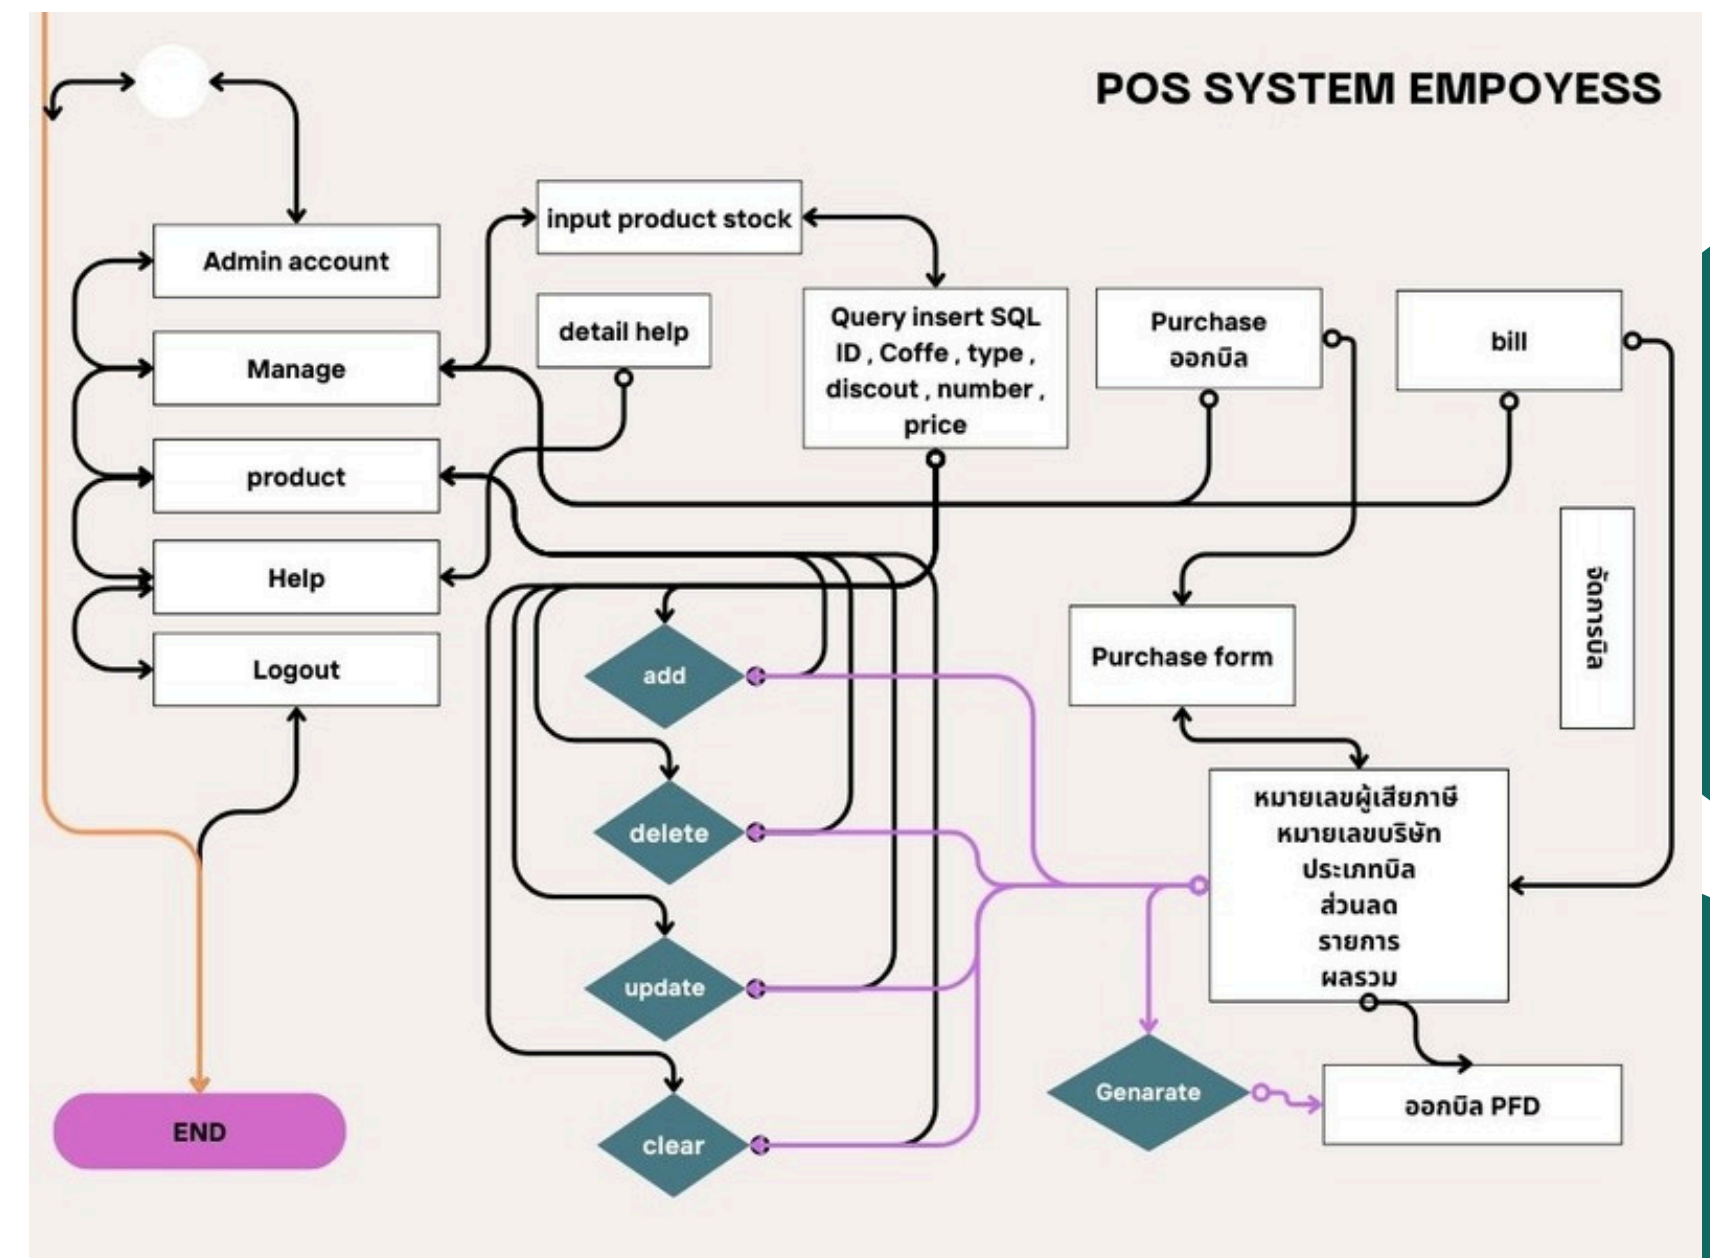 POS SYSTEM EMPOYESS
Admin account
Manage
product
Help
Logout
END
input product stock
detail help
Query insert SQL
ID , Coffe , type ,
discout , number ,
price
Purchase
ออกบิล
bill
จัดการบิล
Purchase form
add
delete
update
clear
หมายเลขผู้เสียภาษี
หมายเลขบริษัท
ประเภทบิล
ส่วนลด
รายการ
ผลรวม
Genarate
ออกบิล PFD